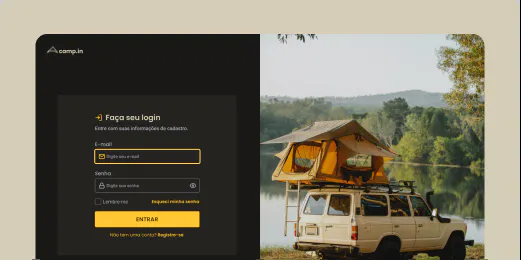 camp.in
Faça seu login
Entre com suas informações de cadastro.
E-mail
Digite seu e-mail
Senha
Digite sua senha
Lembre-me
Esqueci minha senha
ENTRAR
Não tem uma conta? Registre-se